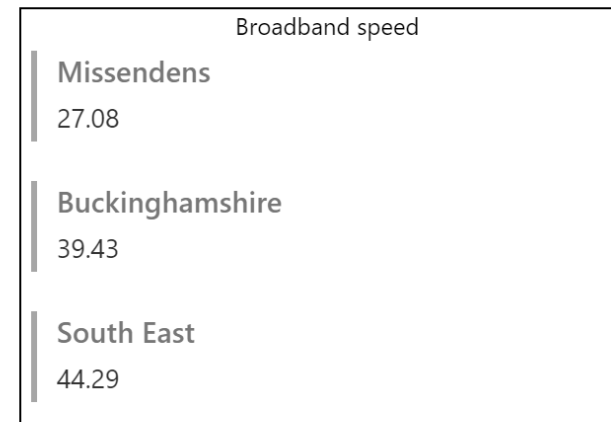 Broadband speed
Missendens
27.08
Buckinghamshire
39.43
South East
44.29